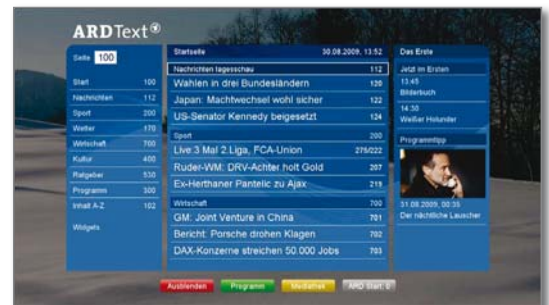 ARD Text
Seite 100
Start 100
Nachrichten 112
Sport 200
Wetter 170
Wirtschaft 700
Kultur 400
Ratgeber 530
Programm 300
Inhalt A-Z 102
Widgets
Startseite 30.08.2009, 13:52
Nachrichten tagesschau 112
Wahlen in drei Bundesländern 120
Japan: Machtwechsel wohl sicher 122
US-Senator Kennedy beigesetzt 124
Sport 200
Live:3 Mal 2.Liga, FCA-Union 275/222
Ruder-WM: DRV-Achter holt Gold 207
Ex-Herthaner Pantelic zu Ajax 219
Wirtschaft 700
GM: Joint Venture in China 701
Bericht: Porsche drohen Klagen 702
DAX-Konzerne streichen 50.000 Jobs 703
Das Erste
Jetzt im Ersten
13:45
Bilderbuch
14:30
Weißer Holunder
Programmtipp
31.08.2009, 00:35
Der nächtliche Lauscher
Ausblenden
Programm
Mediathek
ARD Start: 0